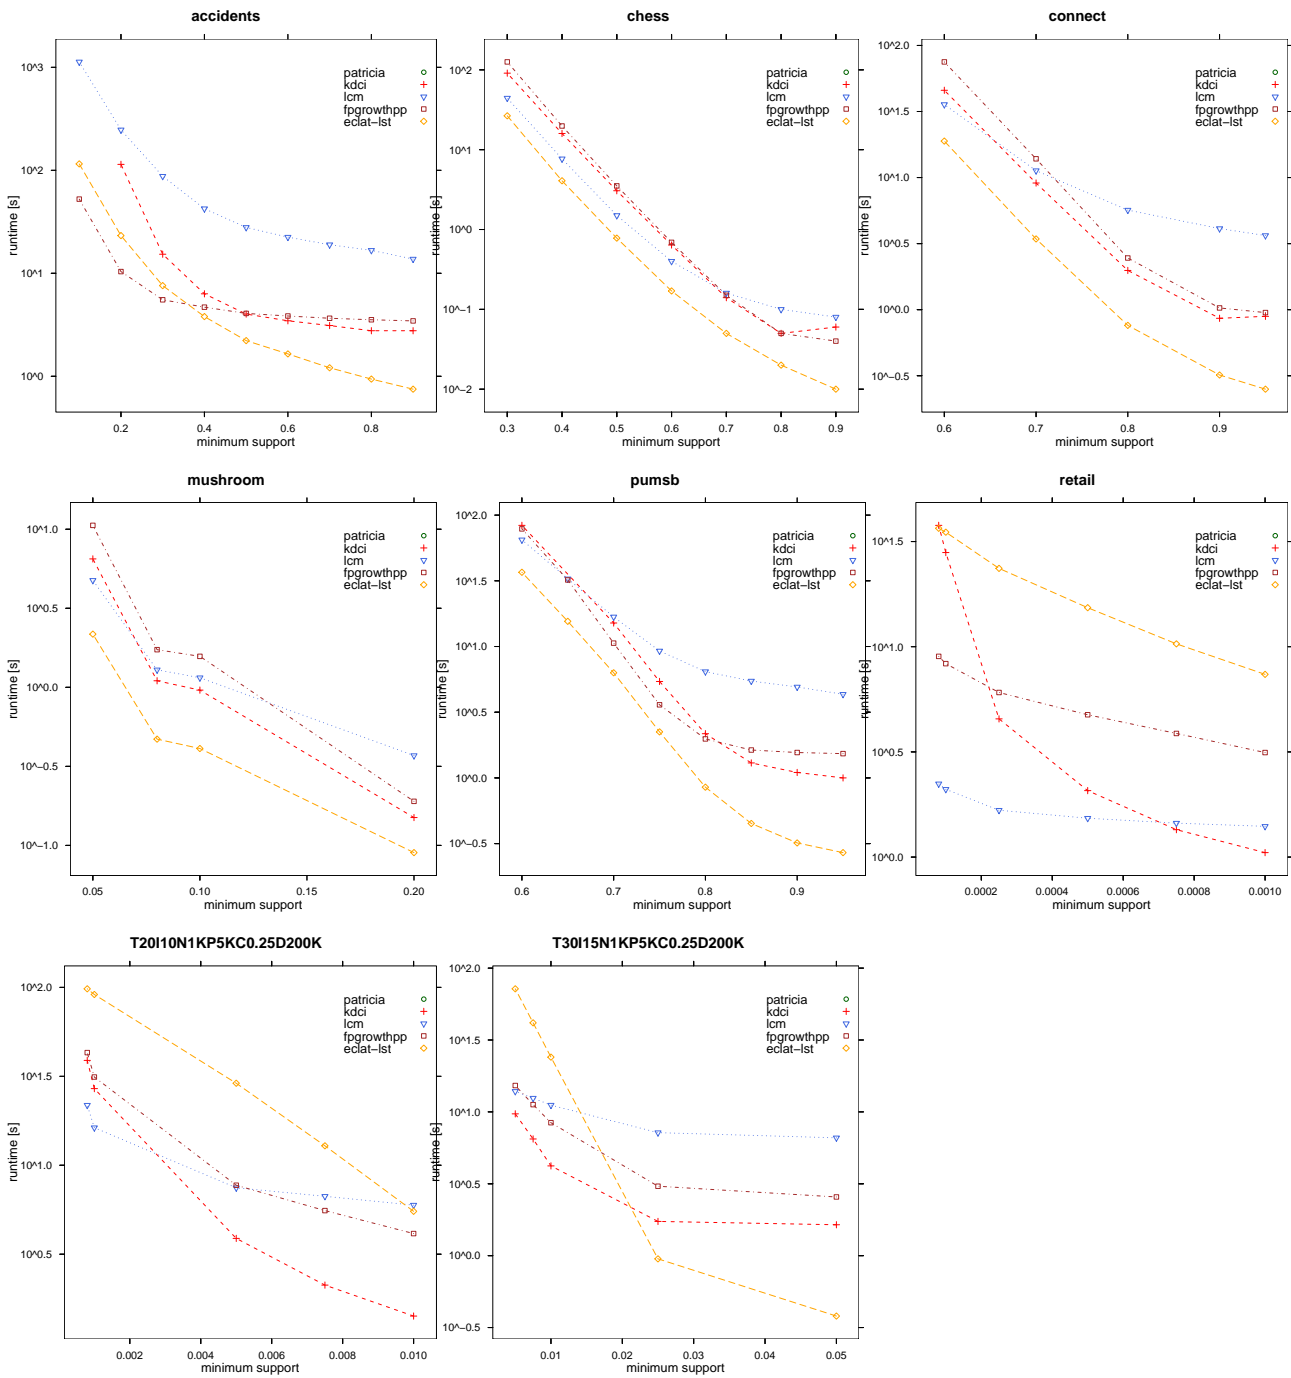 accidents
10^3
10^2
10^1
10^0
runtime [s]
patricia
kdci
lcm
fpgrowthpp
eclat−lst
0.2 0.4 0.6 0.8
minimum support
chess
10^2
10^1
10^0
10^−1
10^−2
runtime [s]
patricia
kdci
lcm
fpgrowthpp
eclat−lst
0.3 0.4 0.5 0.6 0.7 0.8 0.9
minimum support
connect
10^2.0
10^1.5
10^1.0
10^0.5
10^0.0
10^−0.5
runtime [s]
patricia
kdci
lcm
fpgrowthpp
eclat−lst
0.6 0.7 0.8 0.9
minimum support
mushroom
10^1.0
10^0.5
10^0.0
10^−0.5
10^−1.0
runtime [s]
patricia
kdci
lcm
fpgrowthpp
eclat−lst
0.05 0.10 0.15 0.20
minimum support
pumsb
10^2.0
10^1.5
10^1.0
10^0.5
10^0.0
10^−0.5
runtime [s]
patricia
kdci
lcm
fpgrowthpp
eclat−lst
0.6 0.7 0.8 0.9
minimum support
retail
10^1.5
10^1.0
10^0.5
10^0.0
runtime [s]
patricia
kdci
lcm
fpgrowthpp
eclat−lst
0.0002 0.0004 0.0006 0.0008 0.0010
minimum support
T20I10N1KP5KC0.25D200K
10^2.0
10^1.5
10^1.0
10^0.5
runtime [s]
patricia
kdci
lcm
fpgrowthpp
eclat−lst
0.002 0.004 0.006 0.008 0.010
minimum support
T30I15N1KP5KC0.25D200K
10^2.0
10^1.5
10^1.0
10^0.5
10^0.0
10^−0.5
runtime [s]
patricia
kdci
lcm
fpgrowthpp
eclat−lst
0.01 0.02 0.03 0.04 0.05
minimum support